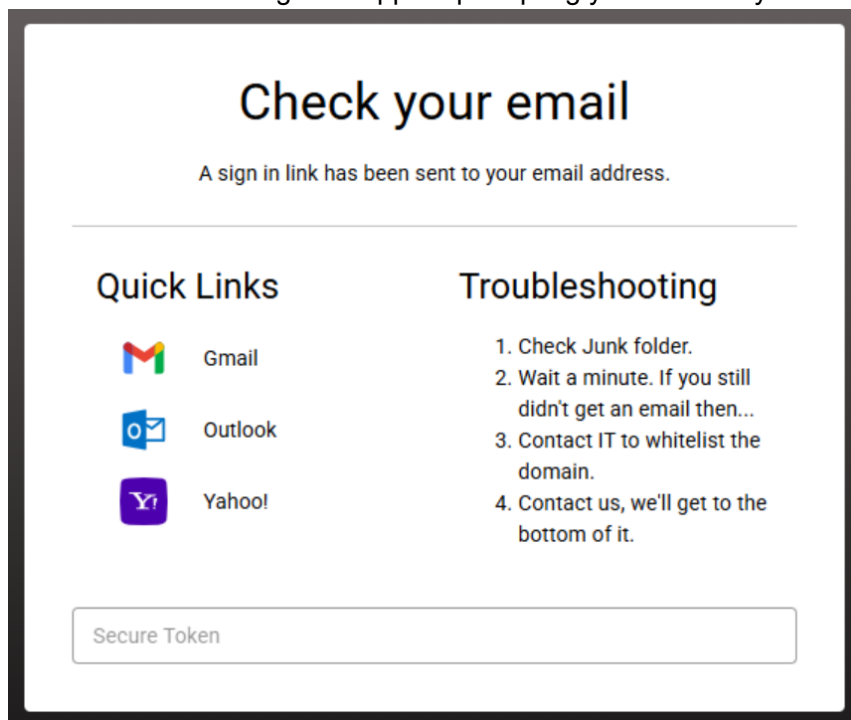 Check your email
A sign in link has been sent to your email address.
Quick Links
Gmail
Outlook
Yahoo!
Troubleshooting
1. Check Junk folder.
2. Wait a minute. If you still
didn't get an email then...
3. Contact IT to whitelist the
domain.
4. Contact us, we'll get to the
bottom of it.
Secure Token